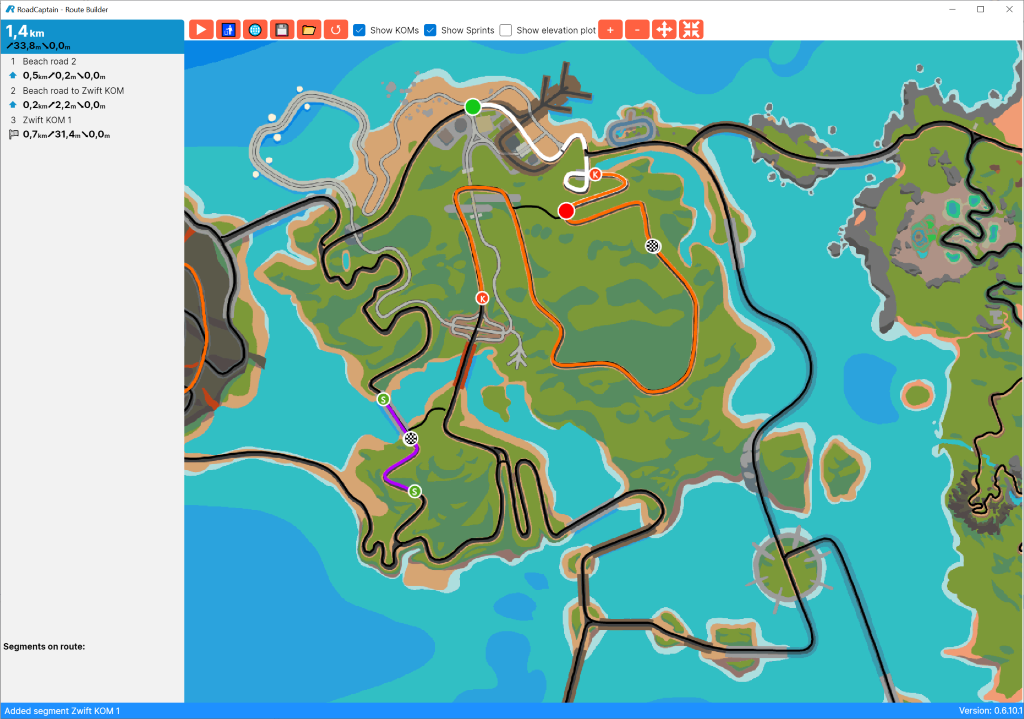 RoadCaptain - Route Builder
1,4km
33,8m 0,0m
Show KOMs Show Sprints Show elevation plot + -
1 Beach road 2
0,5km 0,2m 0,0m
2 Beach road to Zwift KOM
0,2km 2,2m 0,0m
3 Zwift KOM 1
0,7km 31,4m 0,0m
K
K
S
S
Segments on route:
Added segment Zwift KOM 1 Version: 0.6.10.1